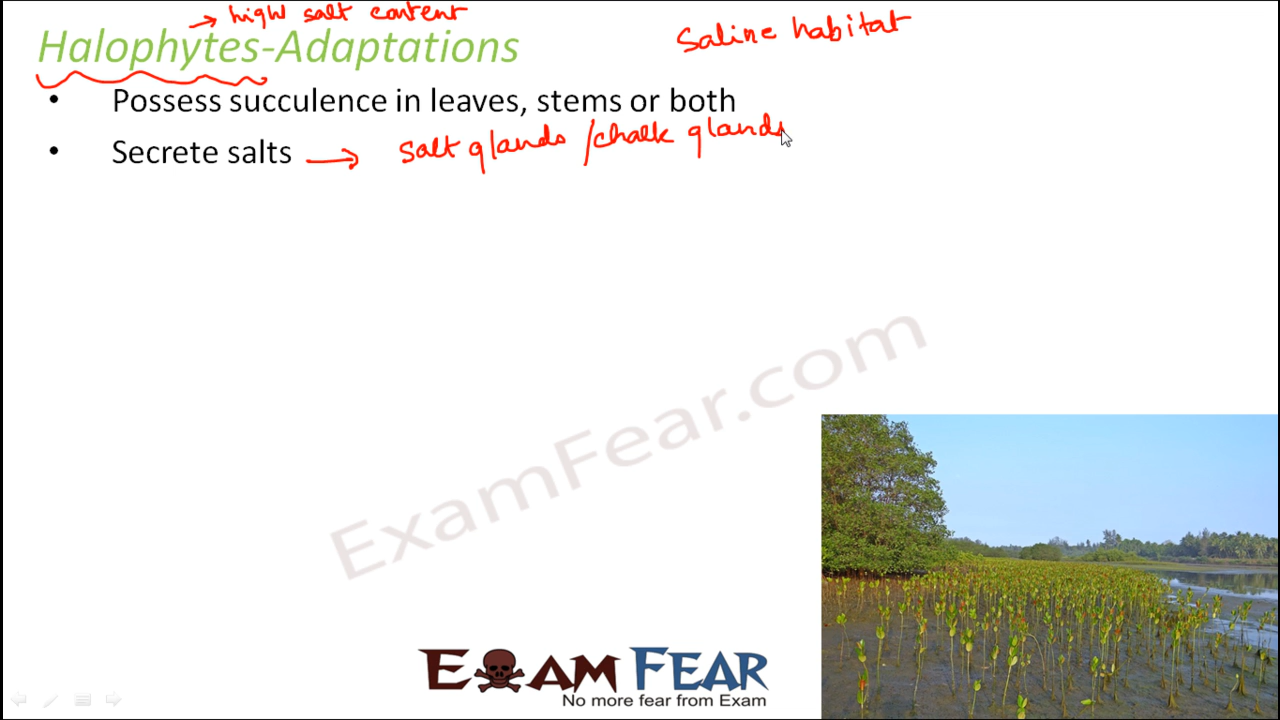 → high salt content
Halophytes-Adaptations
Saline habitat
• Possess succulence in leaves, stems or both
• Secrete salts → salt glands /chalk glands
ExamFear.com
EXAM FEAR
No more fear from Exam